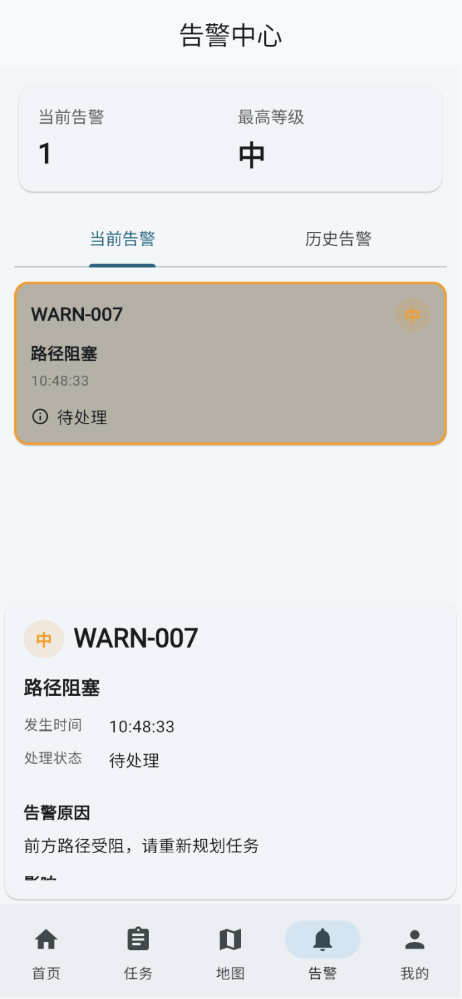 告警中心
当前告警 最高等级
1 中
当前告警 历史告警
WARN-007 中
路径阻塞
10:48:33
待处理
中 WARN-007
路径阻塞
发生时间 10:48:33
处理状态 待处理
告警原因
前方路径受阻，请重新规划任务
首页 任务 地图 告警 我的